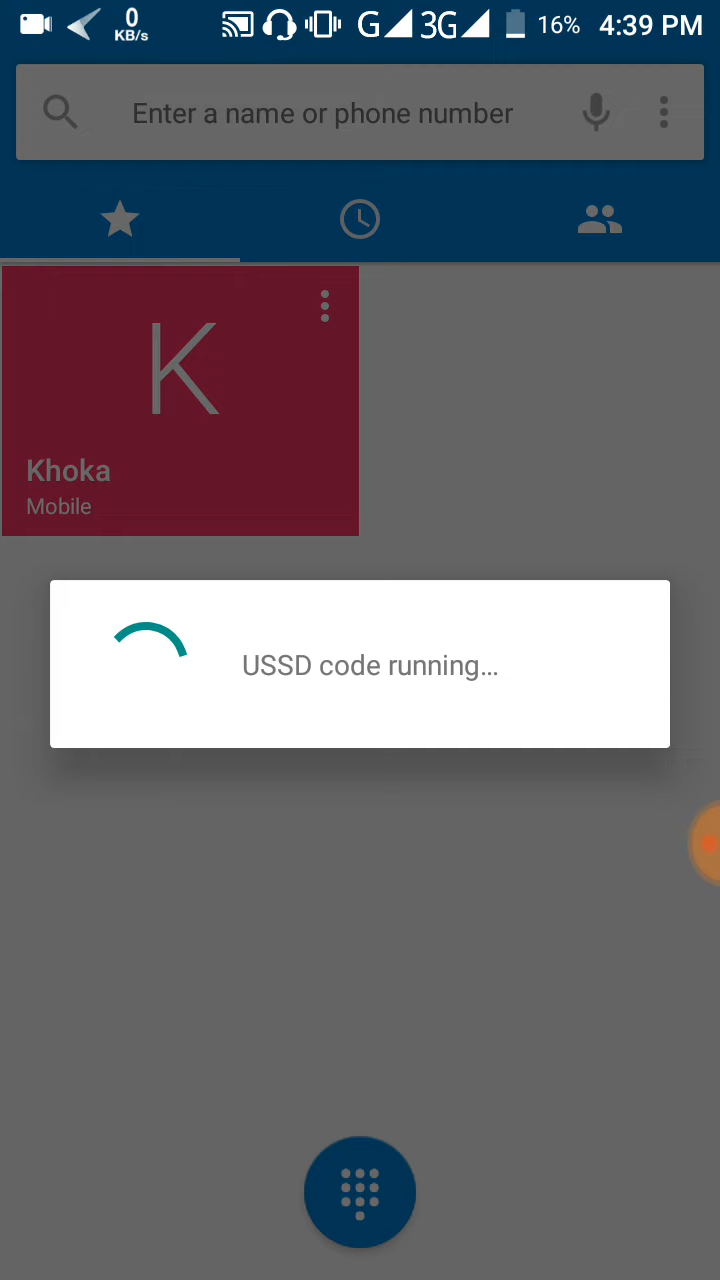 0
KB/s
G 3G 16% 4:39 PM
Enter a name or phone number
K
Khoka
Mobile
USSD code running...